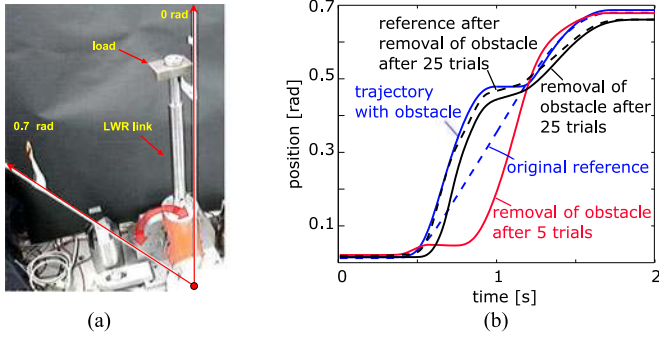 0 rad
load
0.7 rad
LWR link
(a)
0.7
0.5
0.3
0.1
position [rad]
reference after
removal of obstacle
after 25 trials
trajectory
with obstacle
removal of
obstacle after
25 trials
original reference
removal of obstacle
after 5 trials
0
1
2
time [s]
(b)